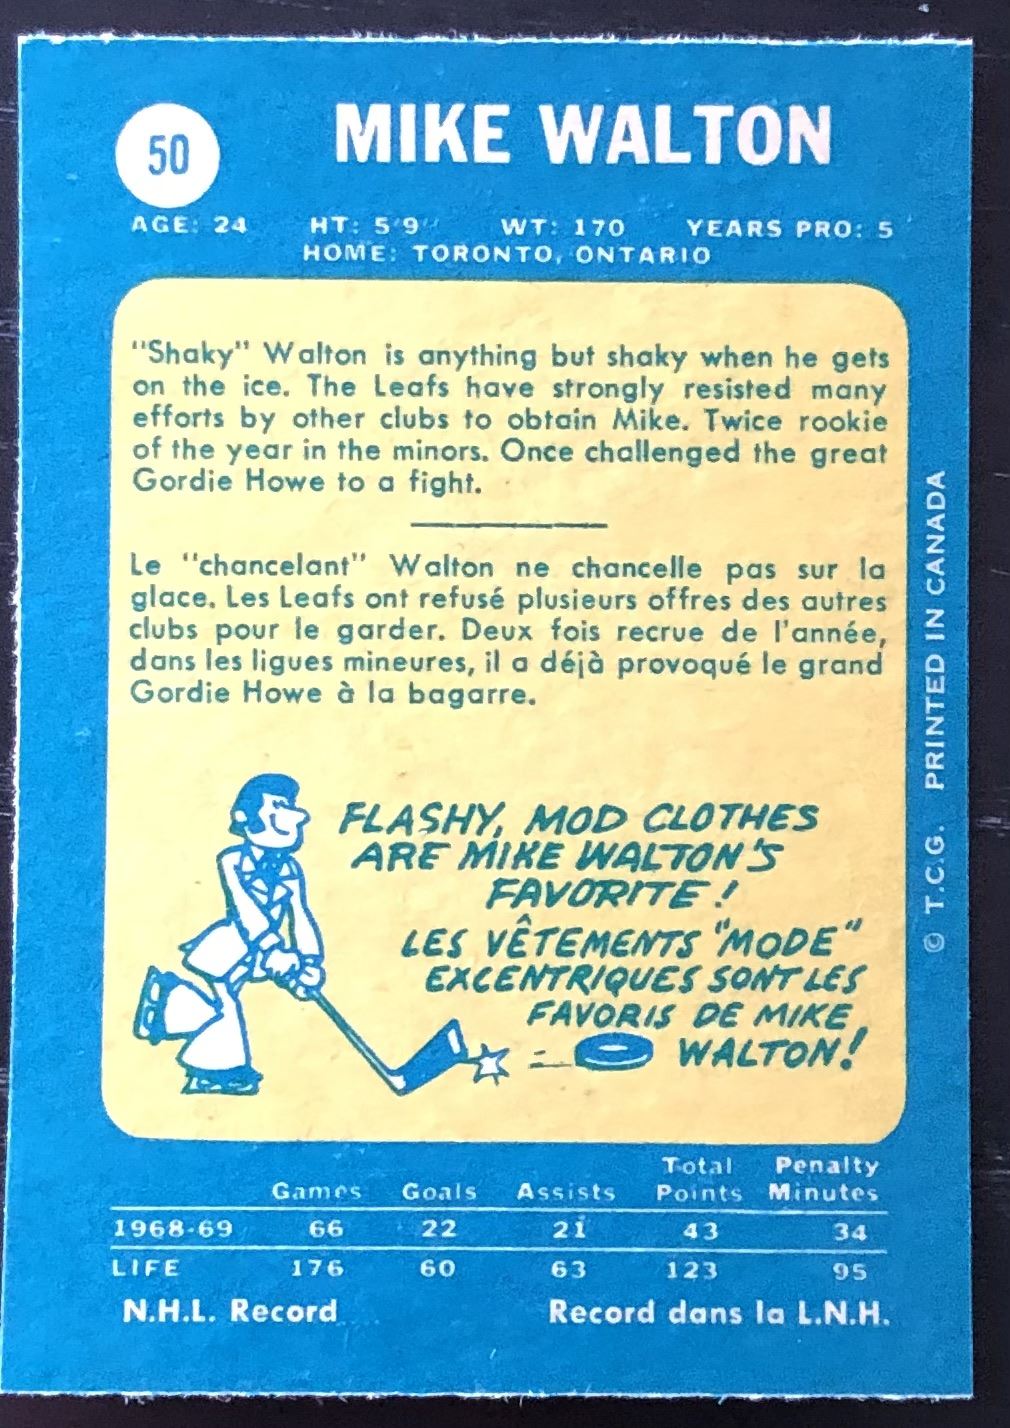 50
MIKE WALTON
AGE: 24 HT: 5'9" WT: 170 YEARS PRO: 5
HOME: TORONTO, ONTARIO
"Shaky" Walton is anything but shaky when he gets
on the ice. The Leafs have strongly resisted many
efforts by other clubs to obtain Mike. Twice rookie
of the year in the minors. Once challenged the great
Gordie Howe to a fight.
Le "chancelant" Walton ne chancelle pas sur la
glace. Les Leafs ont refusé plusieurs offres des autres
clubs pour le garder. Deux fois recrue de l'année,
dans les ligues mineures, il a déjà provoqué le grand
Gordie Howe à la bagarre.
FLASHY, MOD CLOTHES
ARE MIKE WALTON'S
FAVORITE!
LES VÊTEMENTS "MODE"
EXCENTRIQUES SONT LES
FAVORIS DE MIKE
WALTON!
© T.C.G. PRINTED IN CANADA
Total Penalty
Games Goals Assists Points Minutes
1968-69 66 22 21 43 34
LIFE 176 60 63 123 95
N.H.L. Record Record dans la L.N.H.